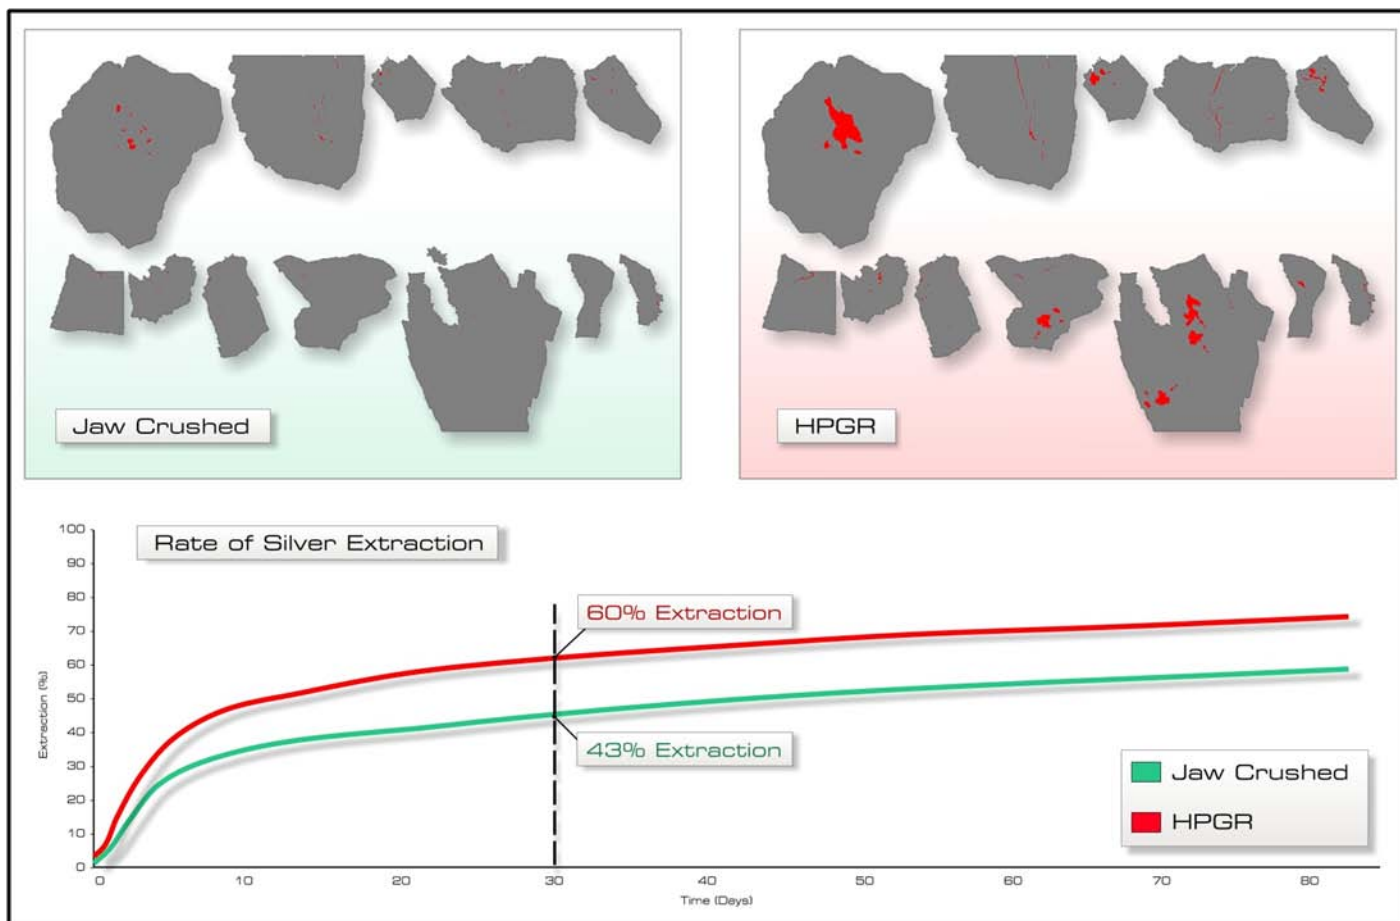 Jaw Crushed
HPGR
Rate of Silver Extraction
100
90
80
70
60
50
40
30
20
10
0
Extraction (%)
60% Extraction
43% Extraction
Jaw Crushed
HPGR
0 10 20 30 40 50 60 70 80
Time (Days)